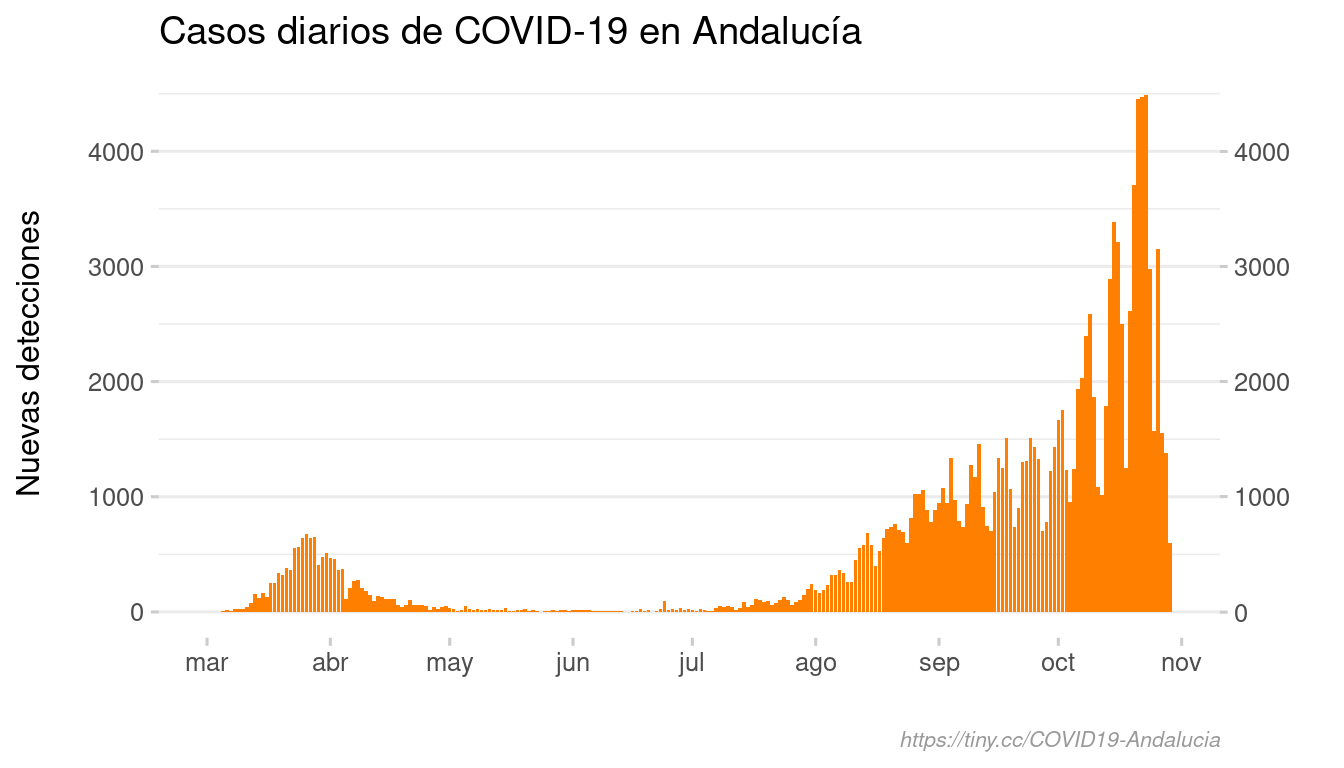 Casos diarios de COVID-19 en Andalucía
Nuevas detecciones
4000
3000
2000
1000
0
4000
3000
2000
1000
0
mar abr may jun jul ago sep oct nov
https://tiny.cc/COVID19-Andalucia